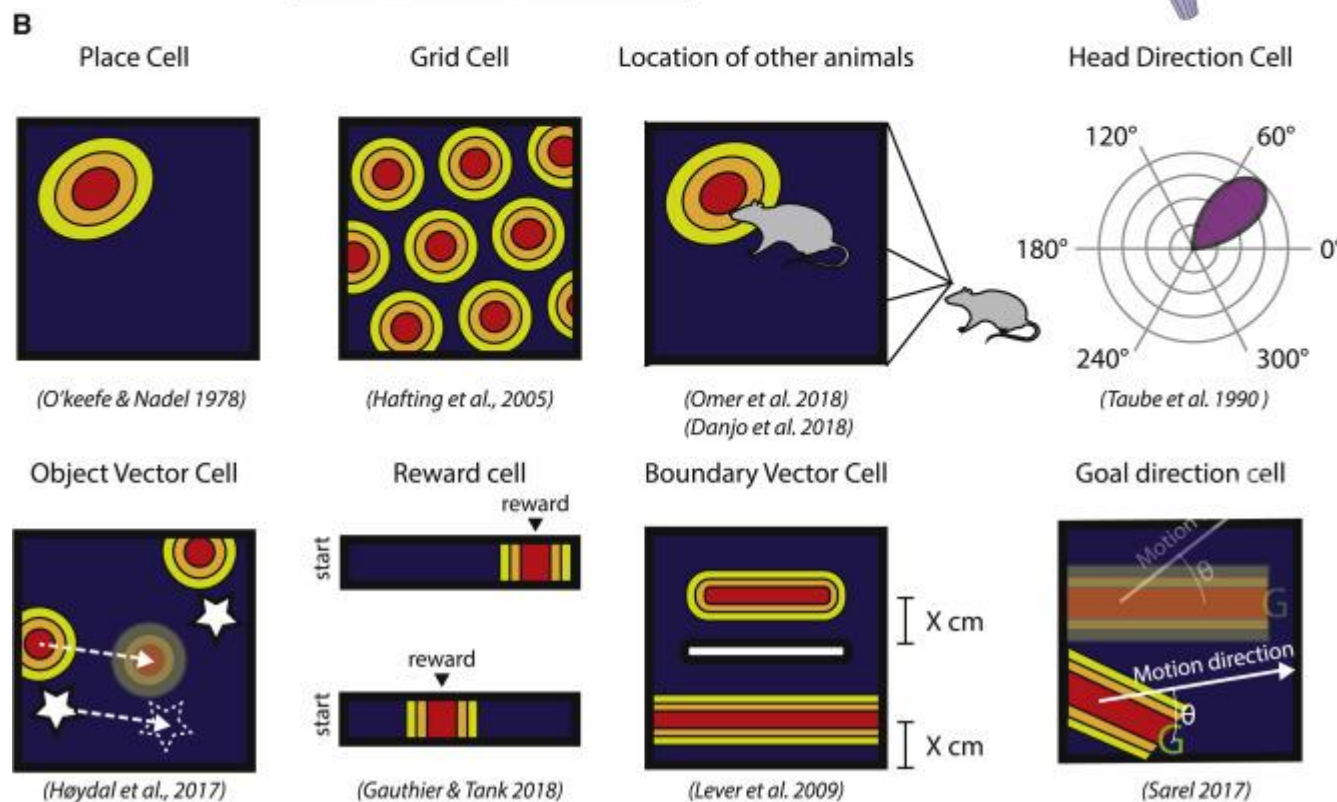 B
Place Cell
Grid Cell
Location of other animals
Head Direction Cell
120°
60°
180°
0°
240°
300°
(O'keefe & Nadel 1978)
(Hafting et al., 2005)
(Omer et al. 2018)
(Danjo et al. 2018)
(Taube et al. 1990 )
Object Vector Cell
Reward cell
Boundary Vector Cell
Goal direction cell
reward
start
reward
start
X cm
X cm
Motion
θ
G
Motion direction
θ
G
(Høydal et al., 2017)
(Gauthier & Tank 2018)
(Lever et al. 2009)
(Sarel 2017)